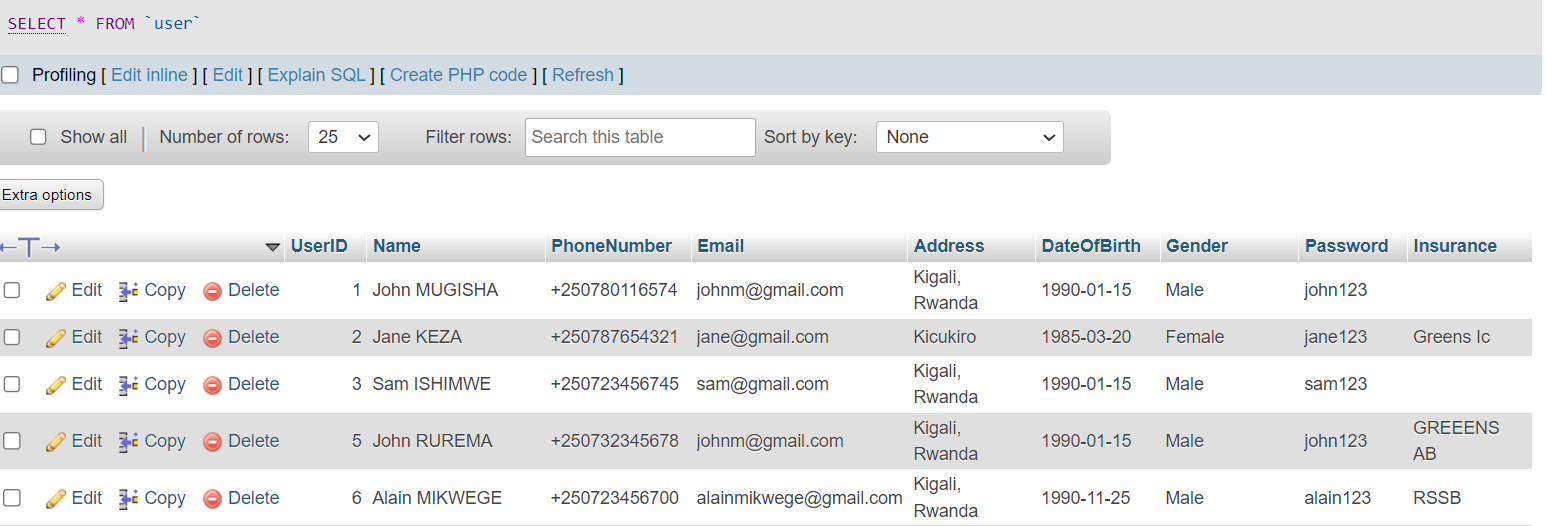 SELECT * FROM `user`
Profiling [ Edit inline ] [ Edit ] [ Explain SQL ] [ Create PHP code ] [ Refresh ]
Show all | Number of rows: 25 Filter rows: Search this table Sort by key: None
Extra options
←T→ UserID Name PhoneNumber Email Address DateOfBirth Gender Password Insurance
Edit Copy Delete 1 John MUGISHA +250780116574 johnm@gmail.com Kigali, Rwanda 1990-01-15 Male john123
Edit Copy Delete 2 Jane KEZA +250787654321 jane@gmail.com Kicukiro 1985-03-20 Female jane123 Greens Ic
Edit Copy Delete 3 Sam ISHIMWE +250723456745 sam@gmail.com Kigali, Rwanda 1990-01-15 Male sam123
Edit Copy Delete 5 John RUREMA +250732345678 johnm@gmail.com Kigali, Rwanda 1990-01-15 Male john123 GREEENS AB
Edit Copy Delete 6 Alain MIKWEGE +250723456700 alainmikwege@gmail.com Kigali, Rwanda 1990-11-25 Male alain123 RSSB